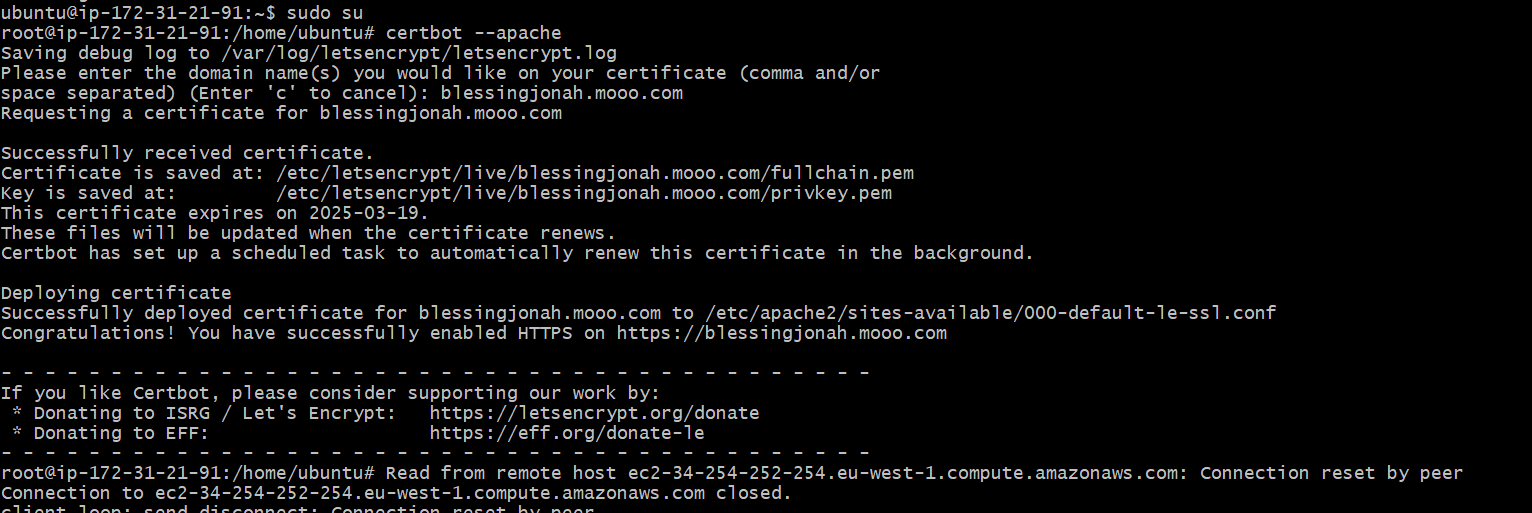 ubuntu@ip-172-31-21-91:~$ sudo su
root@ip-172-31-21-91:/home/ubuntu# certbot --apache
Saving debug log to /var/log/letsencrypt/letsencrypt.log
Please enter the domain name(s) you would like on your certificate (comma and/or
space separated) (Enter 'c' to cancel): blessingjonah.mooo.com
Requesting a certificate for blessingjonah.mooo.com

Successfully received certificate.
Certificate is saved at: /etc/letsencrypt/live/blessingjonah.mooo.com/fullchain.pem
Key is saved at:         /etc/letsencrypt/live/blessingjonah.mooo.com/privkey.pem
This certificate expires on 2025-03-19.
These files will be updated when the certificate renews.
Certbot has set up a scheduled task to automatically renew this certificate in the background.

Deploying certificate
Successfully deployed certificate for blessingjonah.mooo.com to /etc/apache2/sites-available/000-default-le-ssl.conf
Congratulations! You have successfully enabled HTTPS on https://blessingjonah.mooo.com

- - - - - - - - - - - - - - - - - - - - - - - - - - - - - - - - - - - - - - - -
If you like Certbot, please consider supporting our work by:
 * Donating to ISRG / Let's Encrypt:   https://letsencrypt.org/donate
 * Donating to EFF:                    https://eff.org/donate-le
- - - - - - - - - - - - - - - - - - - - - - - - - - - - - - - - - - - - - - - -
root@ip-172-31-21-91:/home/ubuntu# Read from remote host ec2-34-254-252-254.eu-west-1.compute.amazonaws.com: Connection reset by peer
Connection to ec2-34-254-252-254.eu-west-1.compute.amazonaws.com closed.
client_loop: send disconnect: Connection reset by peer